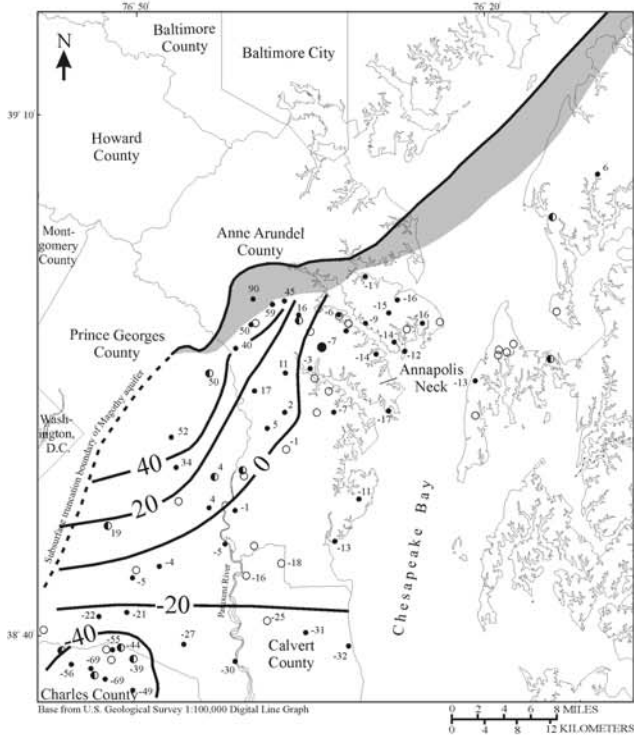 76°50' 76°20'
Baltimore
County
Baltimore City
N
39°10'
Howard
County
6
Mont-
gomery
County
Anne Arundel
County
-1
90
45
-16
59
-15
16
-6
-9
16
50
-7
-14
40
-14
-12
Prince Georges
County
-3
Annapolis
Neck
50
11
-13
17
-17
2
-7
Wash-
ington,
D.C.
52
5
-1
0
40
34
4
20
-11
4
-1
19
-13
-5
-4
-18
-5
-16
Subsurface truncation boundary of Magothy aquifer
Patuxent River
Chesapeake Bay
-20
-22
-21
-25
38°40'
-40
-31
-55
-44
-27
Calvert
County
-32
-56
-69
-39
-30
-69
Charles County
-49
Base from U.S. Geological Survey 1:100,000 Digital Line Graph
0 2 4 6 8 MILES
0 4 8 12 KILOMETERS